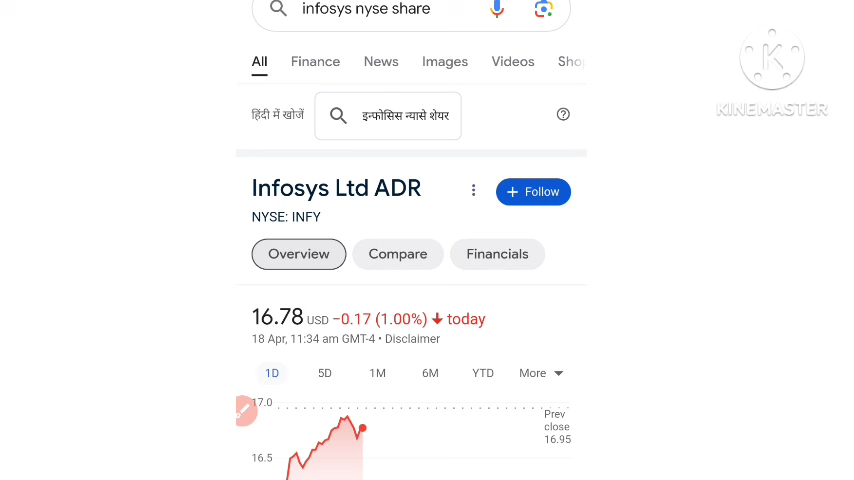 infosys nyse share
All Finance News Images Videos Shop
हिंदी में खोजें इन्फोसिस न्यासे शेयर
KINEMASTER
Infosys Ltd ADR
+ Follow
NYSE: INFY
Overview Compare Financials
16.78 USD −0.17 (1.00%) today
18 Apr, 11:34 am GMT-4 • Disclaimer
1D 5D 1M 6M YTD More
17.0
Prev
close
16.95
16.5